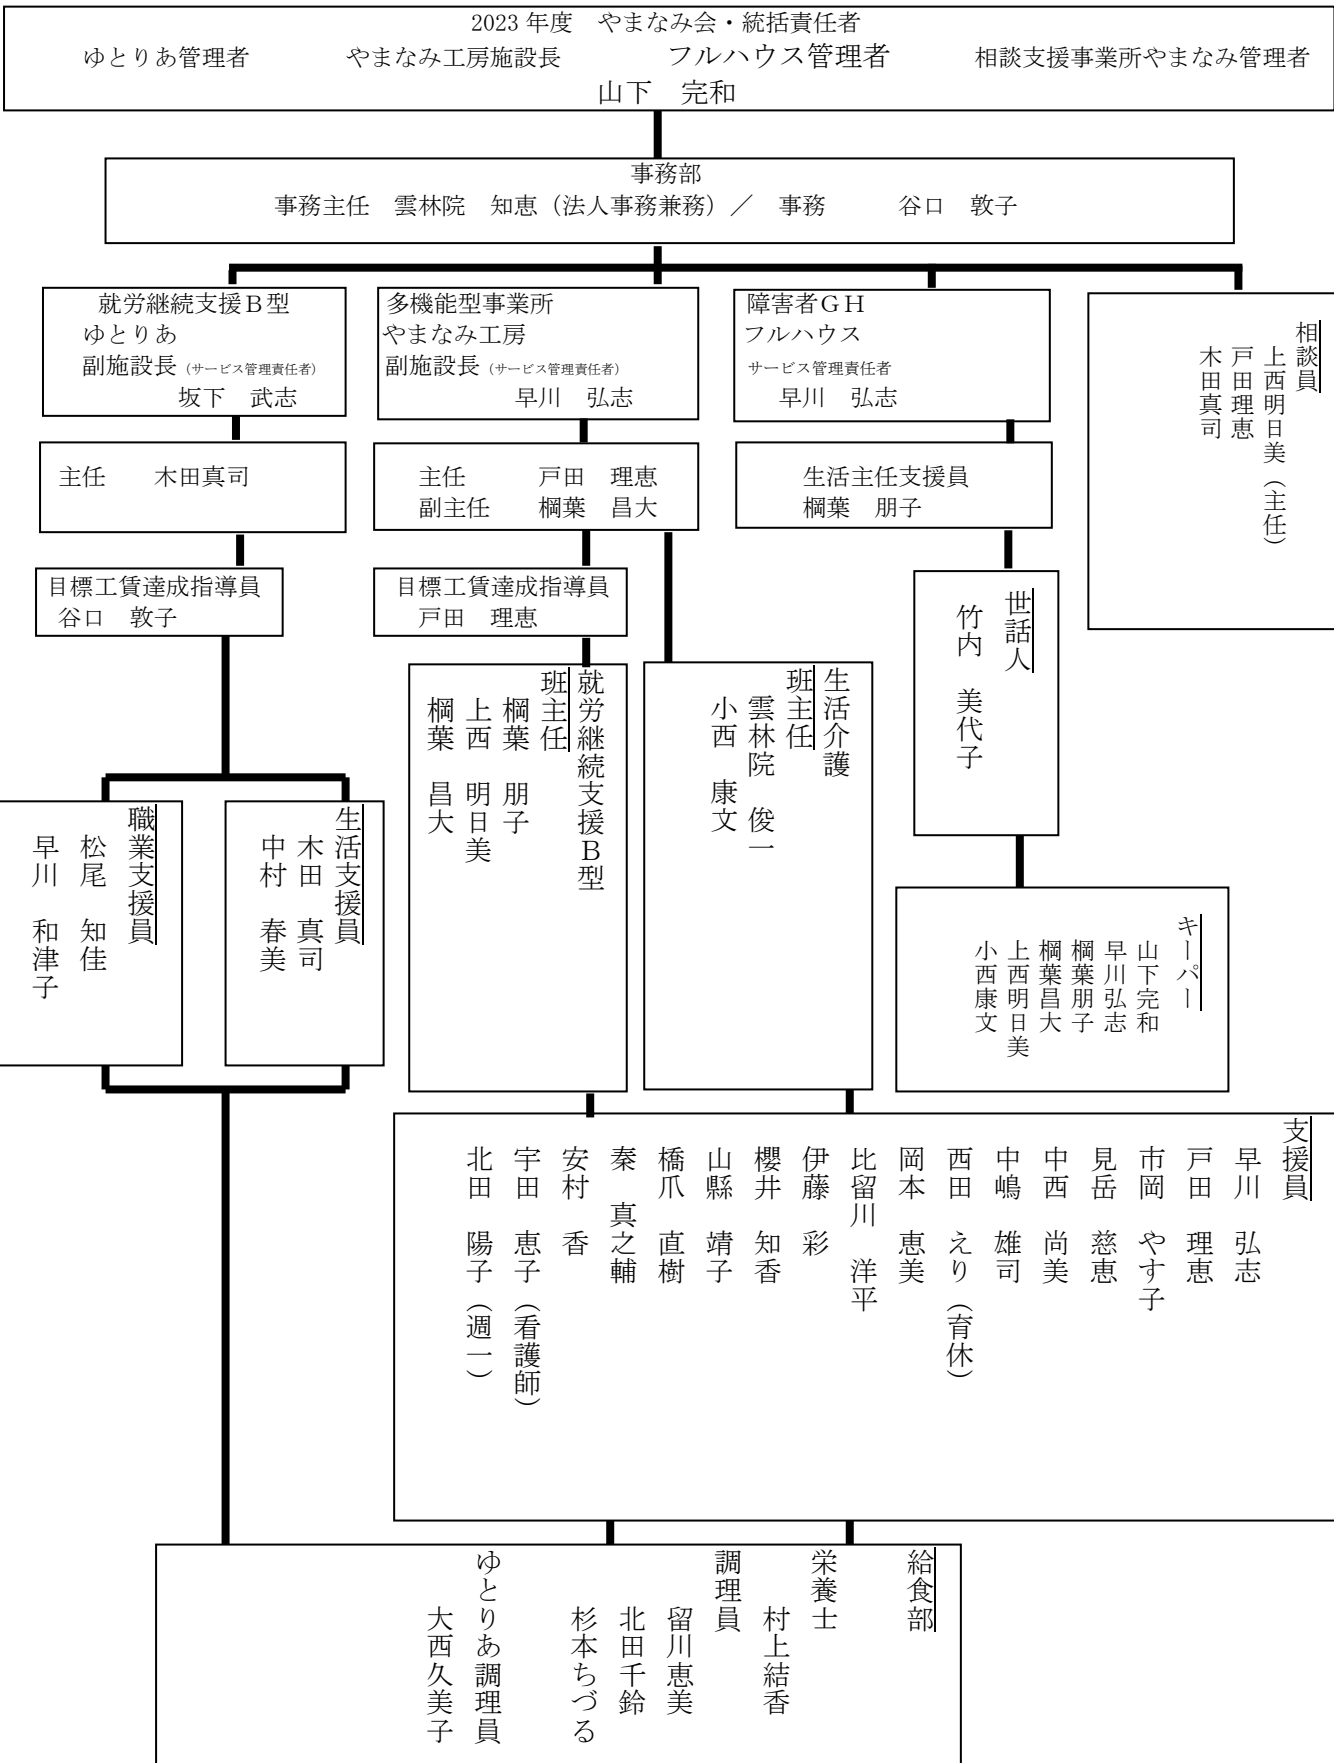 2023年度　やまなみ会・統括責任者
ゆとりあ管理者　やまなみ工房施設長　フルハウス管理者　相談支援事業所やまなみ管理者
山下　完和
事務部
事務主任　雲林院　知恵（法人事務兼務）／　事務　谷口　敦子
就労継続支援Ｂ型
ゆとりあ
副施設長（サービス管理責任者）
坂下　武志
多機能型事業所
やまなみ工房
副施設長（サービス管理責任者）
早川　弘志
障害者ＧＨ
フルハウス
サービス管理責任者
早川　弘志
相談員
上西明日美（主任）
戸田理恵
木田真司
主任　木田真司
主任　戸田　理恵
副主任　棡葉　昌大
生活主任支援員
棡葉　朋子
目標工賃達成指導員
谷口　敦子
目標工賃達成指導員
戸田　理恵
世話人
竹内　美代子
就労継続支援Ｂ型
班主任
棡葉　朋子
上西　明日美
棡葉　昌大
生活介護
班主任
雲林院　俊一
小西　康文
生活支援員
木田　真司
中村　春美
職業支援員
松尾　知佳
早川　和津子
キーパー
山下完和
早川弘志
棡葉朋子
棡葉昌大
上西明日美
小西康文
支援員
早川　弘志
戸田　理恵
市岡　やす子
見岳　慈恵
中西　尚美
中嶋　雄司
西田　えり（育休）
岡本　恵美
比留川　洋平
伊藤　彩
櫻井　知香
山縣　靖子
橋爪　直樹
秦　真之輔
安村　香
宇田　恵子（看護師）
北田　陽子（週一）
給食部
栄養士
村上結香
調理員
留川恵美
北田千鈴
杉本ちづる
ゆとりあ調理員
大西久美子